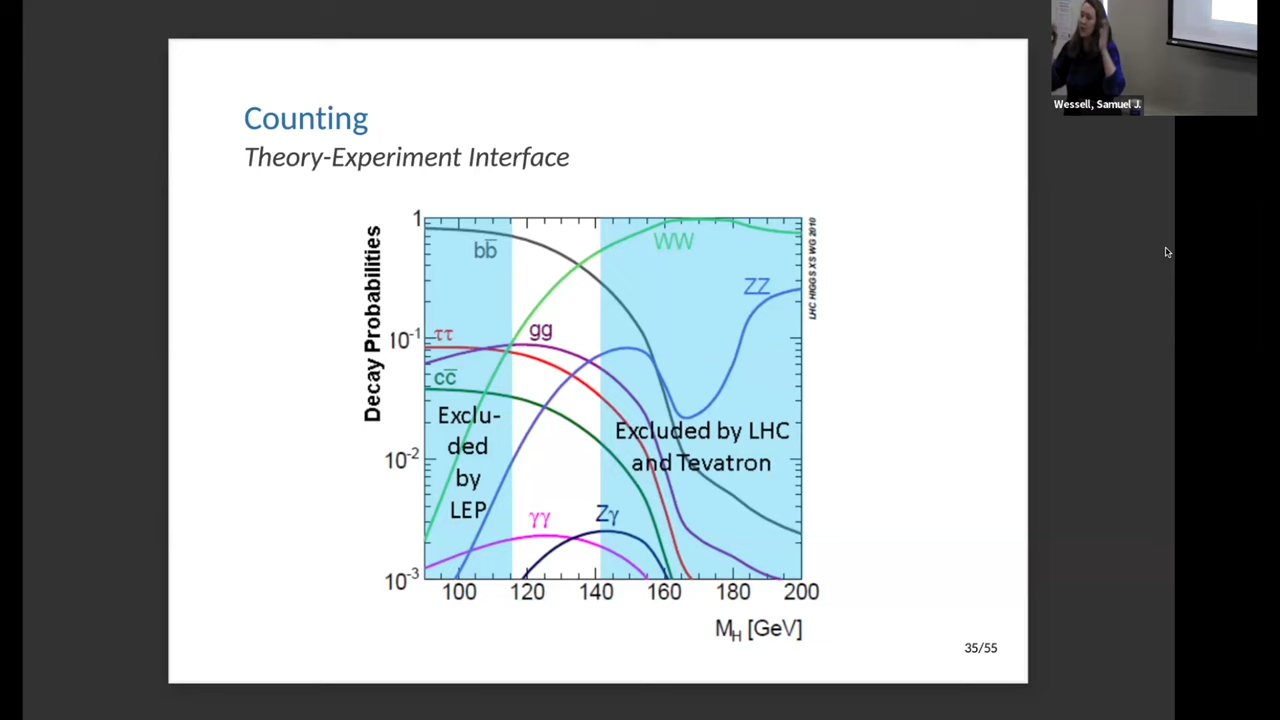 Wessell, Samuel J.
Counting
Theory-Experiment Interface
Decay Probabilities
1
10⁻¹
10⁻²
10⁻³
bb̅
WW
ZZ
ττ
gg
cc̅
Exclu-
ded
by
LEP
Excluded by LHC
and Tevatron
γγ
Zγ
LHC HIGGS XS WG 2010
100 120 140 160 180 200
M_H [GeV]
35/55